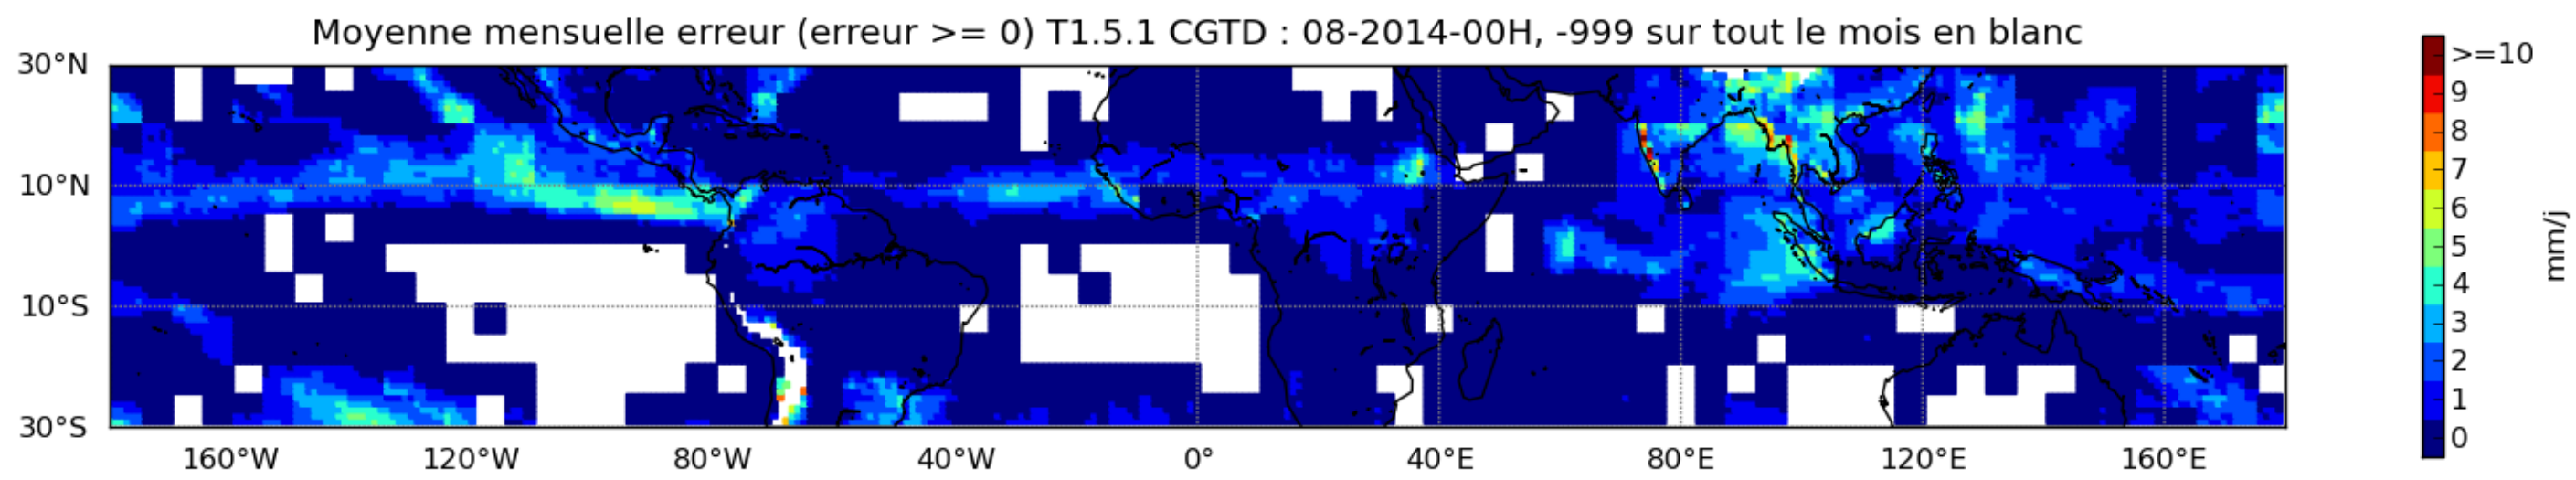 Moyenne mensuelle erreur (erreur >= 0) T1.5.1 CGTD : 08-2014-00H, -999 sur tout le mois en blanc
30°N
10°N
10°S
30°S
160°W 120°W 80°W 40°W 0° 40°E 80°E 120°E 160°E
>=10
9
8
7
6
5
4
3
2
1
0
mm/j